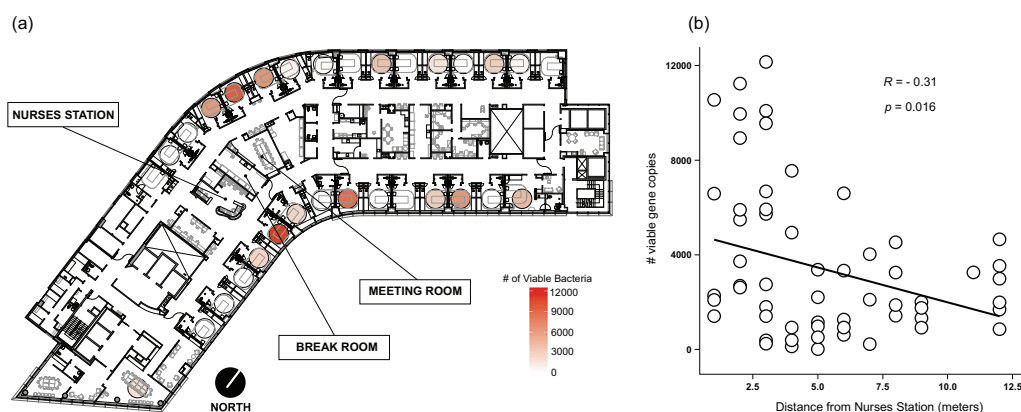 (a)
NURSES STATION
MEETING ROOM
BREAK ROOM
NORTH
# of Viable Bacteria
12000
9000
6000
3000
0
(b)
R = - 0.31
p = 0.016
# viable gene copies
12000
8000
4000
0
2.5 5.0 7.5 10.0 12.5
Distance from Nurses Station (meters)